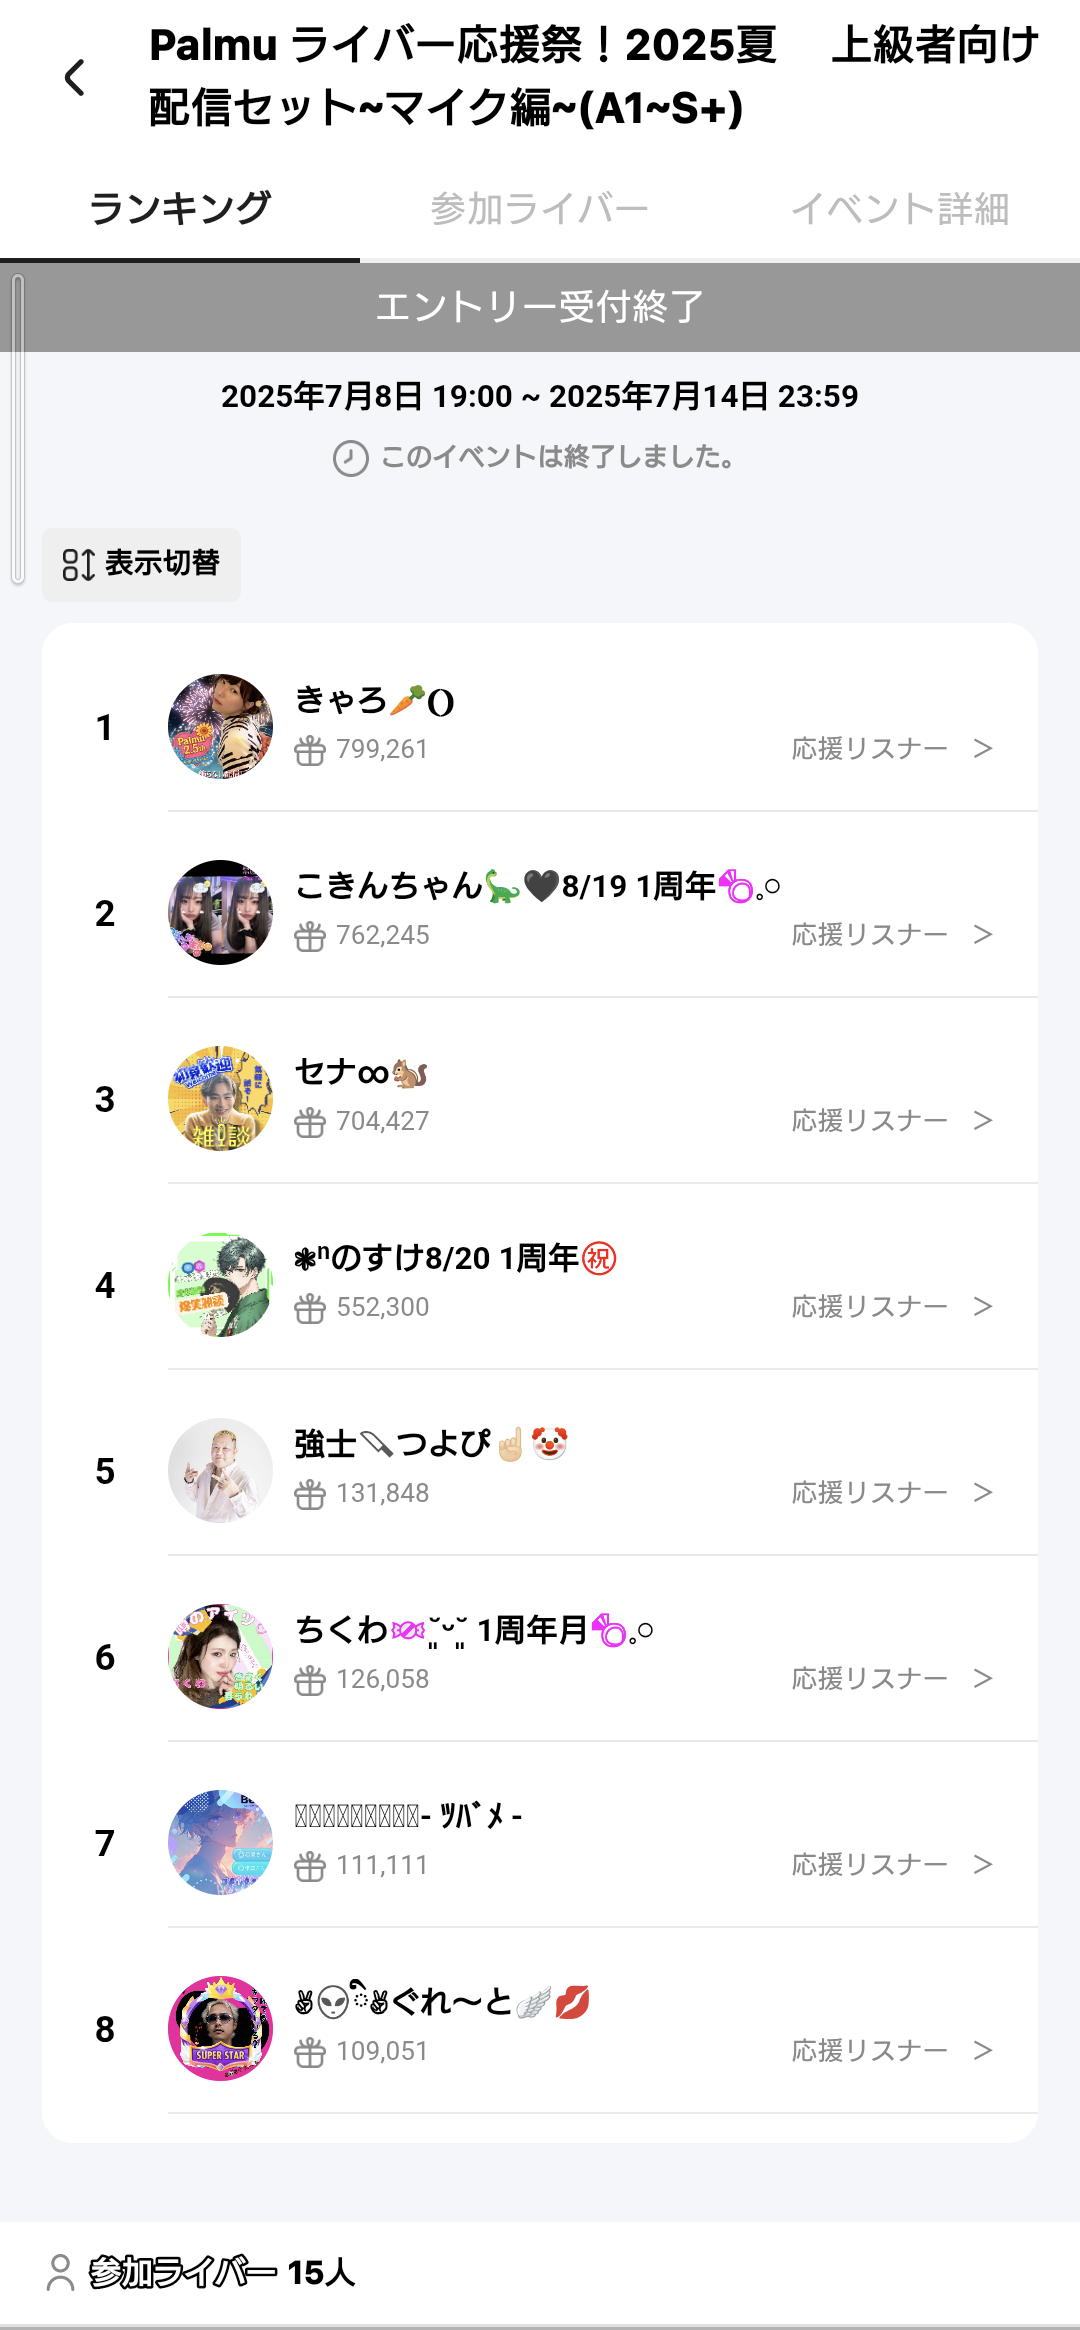 Palmu ライバー応援祭！2025夏　上級者向け
配信セット~マイク編~(A1~S+)
ランキング 参加ライバー イベント詳細
エントリー受付終了
2025年7月8日 19:00 ~ 2025年7月14日 23:59
このイベントは終了しました。
表示切替
1 きゃろ🥕
799,261 応援リスナー >
2 こきんちゃん🦕🖤8/19 1周年
762,245 応援リスナー >
3 セナ∞🐿️
704,427 応援リスナー >
4 ❃ⁿのすけ8/20 1周年㊗️
552,300 応援リスナー >
5 強士つよぴ☝🏻🤡
131,848 応援リスナー >
6 ちくわ 1周年月
126,058 応援リスナー >
7 - ﾂﾊﾞﾒ -
111,111 応援リスナー >
8 ✌👽✌ぐれ〜と🪽💋
109,051 応援リスナー >
SUPER STAR
参加ライバー 15人